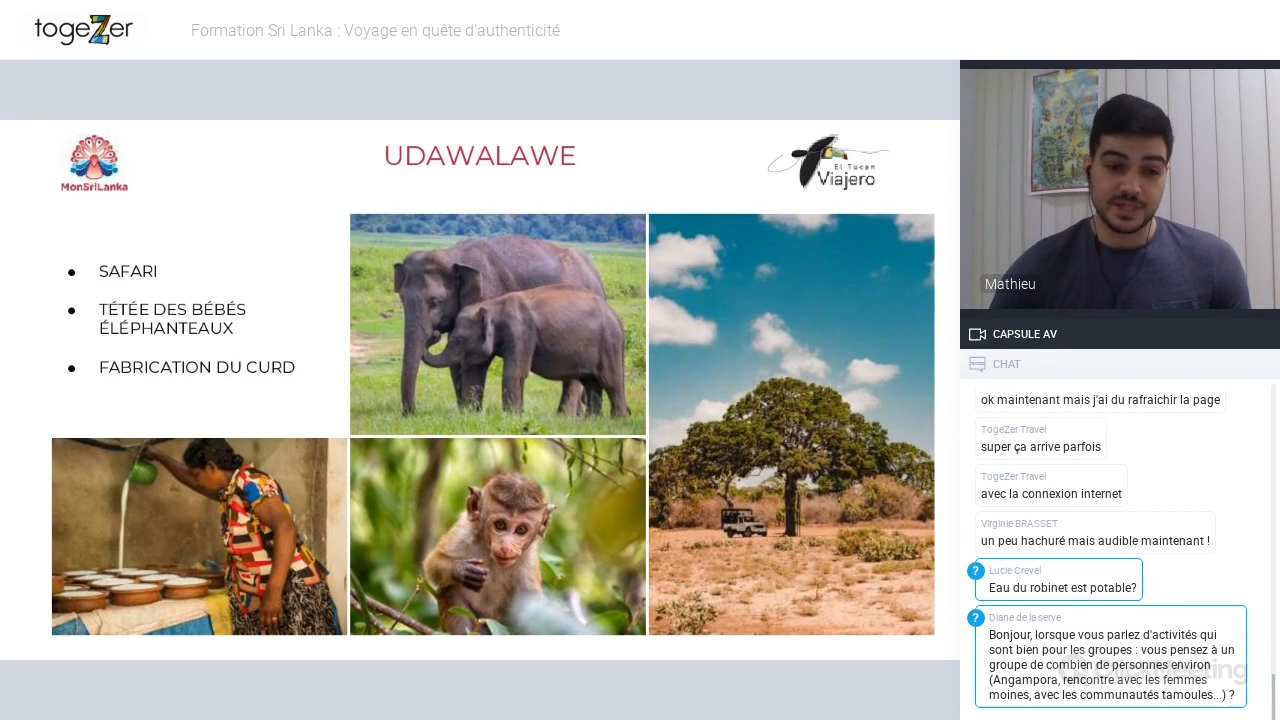 togeZer
Formation Sri Lanka : Voyage en quête d'authenticité
MonSriLanka
UDAWALAWE
El Tucan
Viajero
SAFARI
TÉTÉE DES BÉBÉS
ÉLÉPHANTEAUX
FABRICATION DU CURD
Mathieu
CAPSULE AV
CHAT
ok maintenant mais j'ai du rafraichir la page
TogeZer Travel
super ça arrive parfois
TogeZer Travel
avec la connexion internet
Virginie BRASSET
un peu hachuré mais audible maintenant !
?
Lucie Crevel
Eau du robinet est potable?
?
Diane de la serve
Bonjour, lorsque vous parlez d'activités qui
sont bien pour les groupes : vous pensez à un
groupe de combien de personnes environ
(Angampora, rencontre avec les femmes
moines, avec les communautés tamoules...) ?
ClickMeeting